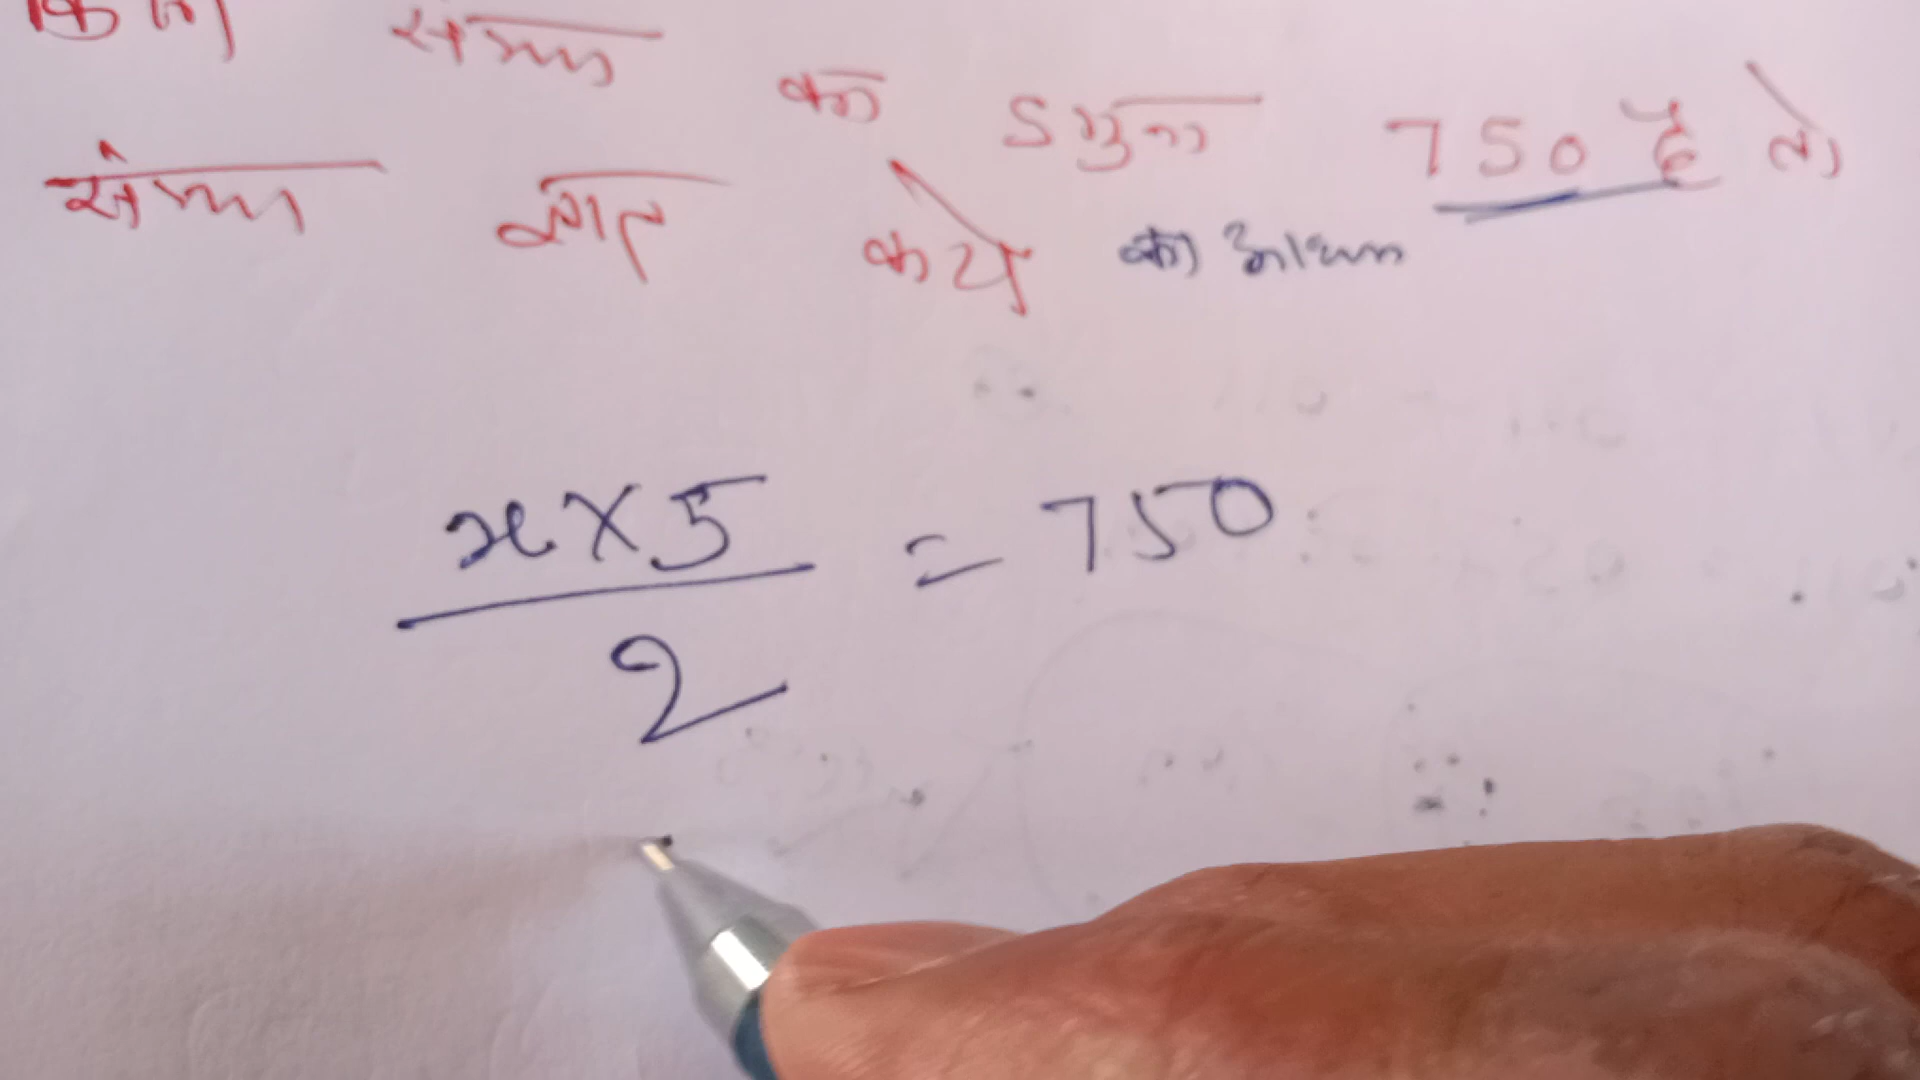 किसी संख्या का 5 गुना 750 है तो
संख्या ज्ञात करो का आधा
x×5
= 750
2